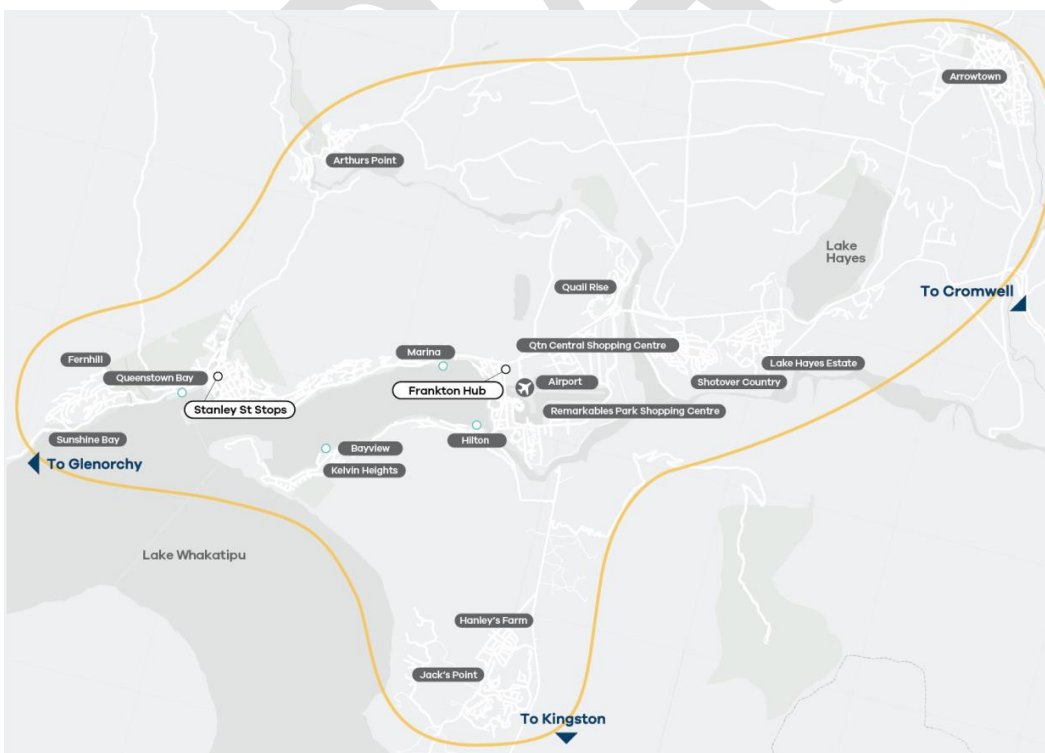 Arrowtown
Arthurs Point
Lake
Hayes
Quail Rise
To Cromwell
Qtn Central Shopping Centre
Marina
Fernhill
Lake Hayes Estate
Queenstown Bay
Airport
Shotover Country
Frankton Hub
Stanley St Stops
Remarkables Park Shopping Centre
Sunshine Bay
Hilton
Bayview
To Glenorchy
Kelvin Heights
Lake Whakatipu
Hanley's Farm
Jack's Point
To Kingston